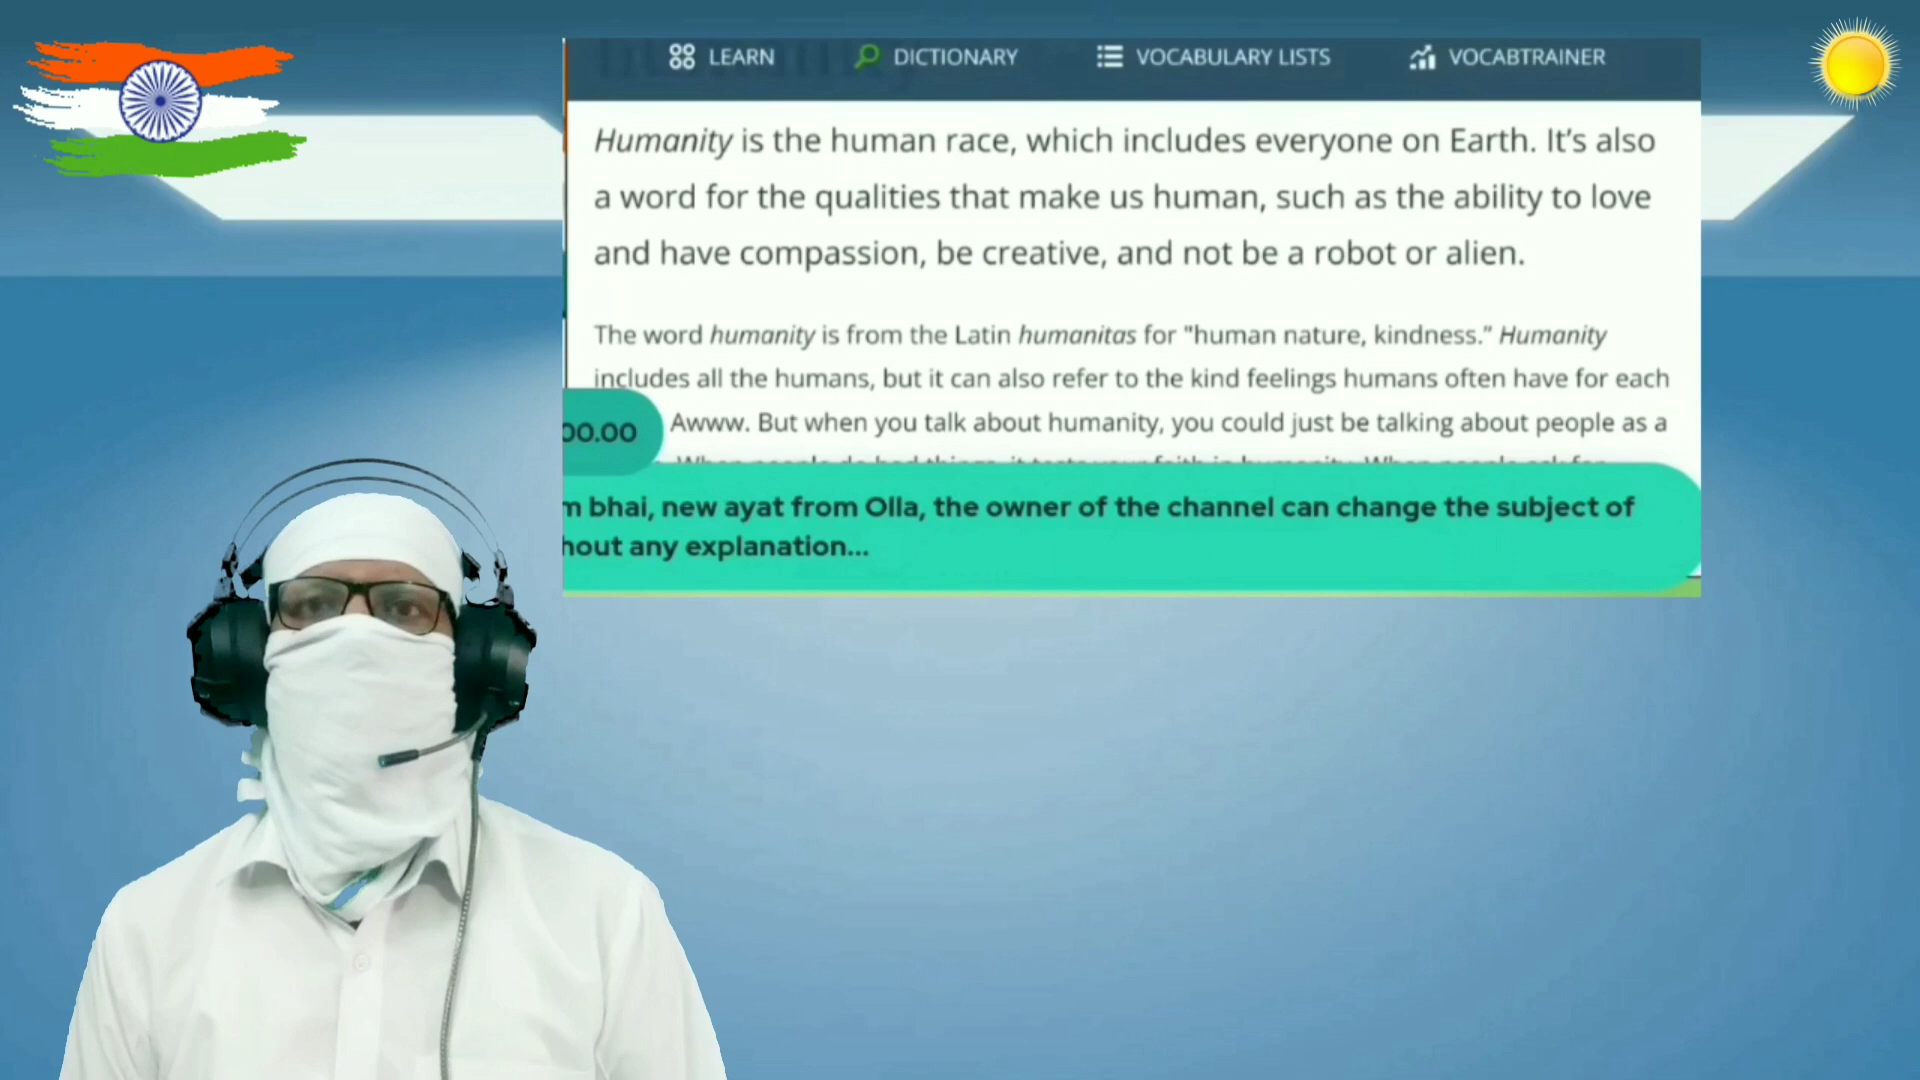 LEARN DICTIONARY VOCABULARY LISTS VOCABTRAINER
Humanity is the human race, which includes everyone on Earth. It's also
a word for the qualities that make us human, such as the ability to love
and have compassion, be creative, and not be a robot or alien.
The word humanity is from the Latin humanitas for "human nature, kindness." Humanity
includes all the humans, but it can also refer to the kind feelings humans often have for each
Awww. But when you talk about humanity, you could just be talking about people as a
00.00
bhai, new ayat from Olla, the owner of the channel can change the subject of
any explanation...